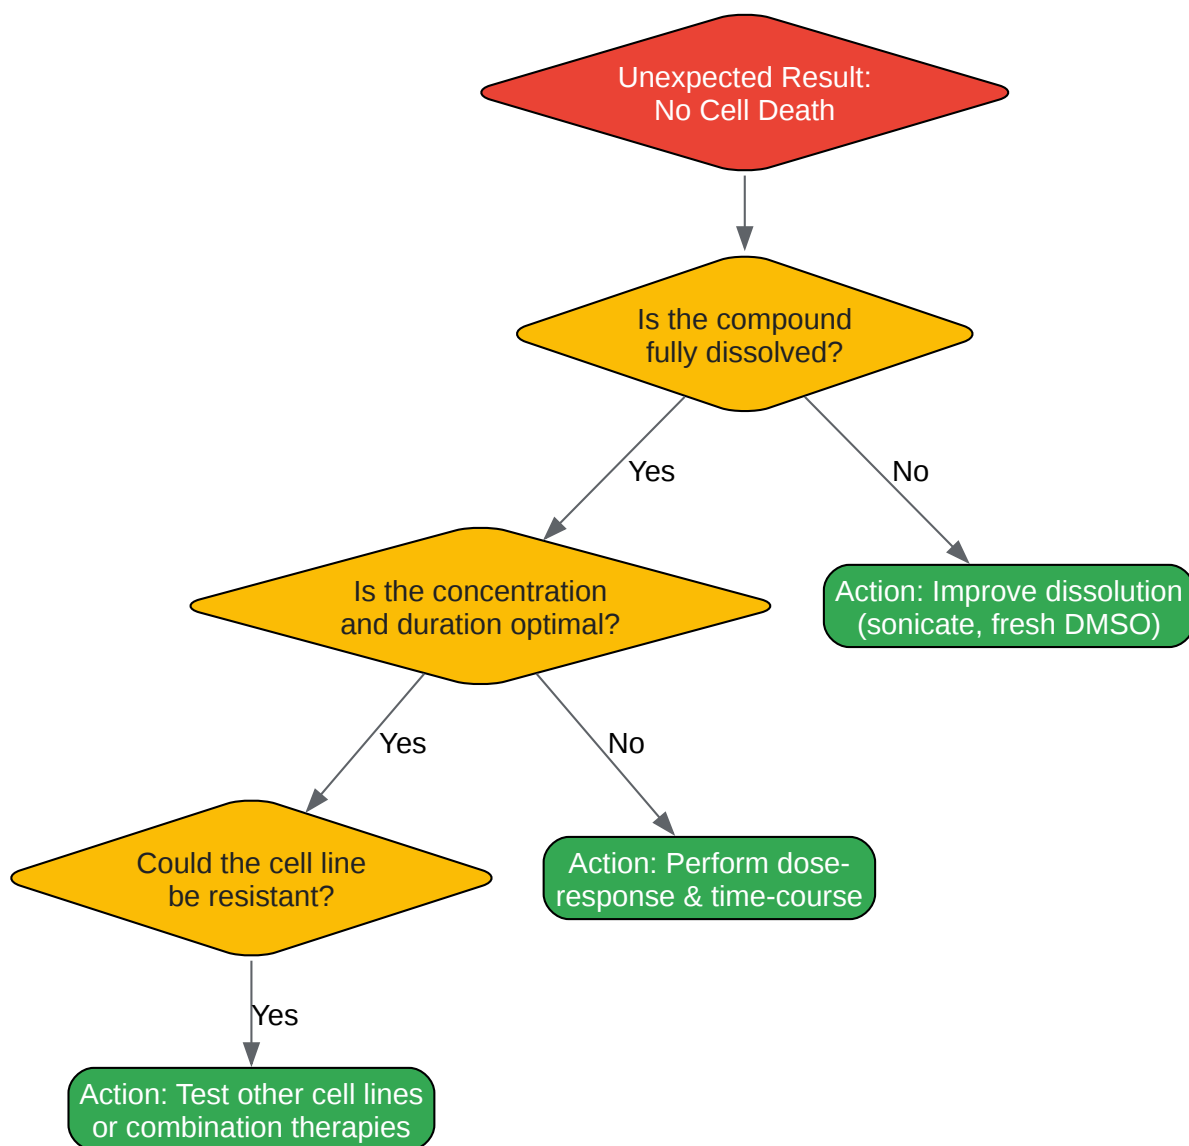 Unexpected Result:
No Cell Death
Is the compound
fully dissolved?
Yes
No
Is the concentration
and duration optimal?
Action: Improve dissolution
(sonicate, fresh DMSO)
Yes
No
Could the cell line
be resistant?
Action: Perform dose-
response & time-course
Yes
Action: Test other cell lines
or combination therapies